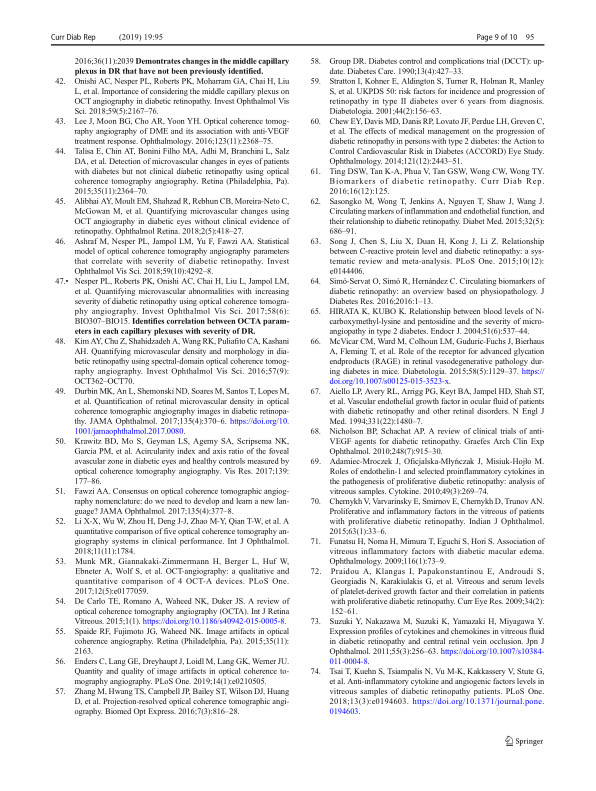 Curr Diab Rep (2019) 19:95
Page 9 of 10 95
2016;36(11):2039 Demontrates changes in the middle capillary
plexus in DR that have not been previously identified.
42. Onishi AC, Nesper PL, Roberts PK, Moharram GA, Chai H, Liu
L, et al. Importance of considering the middle capillary plexus on
OCT angiography in diabetic retinopathy. Invest Ophthalmol Vis
Sci. 2018;59(5):2167–76.
43. Lee J, Moon BG, Cho AR, Yoon YH. Optical coherence tomog-
raphy angiography of DME and its association with anti-VEGF
treatment response. Ophthalmology. 2016;123(11):2368–75.
44. Talisa E, Chin AT, Bonini Filho MA, Adhi M, Branchini L, Salz
DA, et al. Detection of microvascular changes in eyes of patients
with diabetes but not clinical diabetic retinopathy using optical
coherence tomography angiography. Retina (Philadelphia, Pa).
2015;35(11):2364–70.
45. Alibhai AY, Moult EM, Shahzad R, Rebhun CB, Moreira-Neto C,
McGowan M, et al. Quantifying microvascular changes using
OCT angiography in diabetic eyes without clinical evidence of
retinopathy. Ophthalmol Retina. 2018;2(5):418–27.
46. Ashraf M, Nesper PL, Jampol LM, Yu F, Fawzi AA. Statistical
model of optical coherence tomography angiography parameters
that correlate with severity of diabetic retinopathy. Invest
Ophthalmol Vis Sci. 2018;59(10):4292–8.
47.• Nesper PL, Roberts PK, Onishi AC, Chai H, Liu L, Jampol LM,
et al. Quantifying microvascular abnormalities with increasing
severity of diabetic retinopathy using optical coherence tomogra-
phy angiography. Invest Ophthalmol Vis Sci. 2017;58(6):
BIO307–BIO15. Identifies correlation between OCTA param-
eters in each capillary plexuses with severity of DR.
48. Kim AY, Chu Z, Shahidzadeh A, Wang RK, Puliafito CA, Kashani
AH. Quantifying microvascular density and morphology in dia-
betic retinopathy using spectral-domain optical coherence tomog-
raphy angiography. Invest Ophthalmol Vis Sci. 2016;57(9):
OCT362–OCT70.
49. Durbin MK, An L, Shemonski ND, Soares M, Santos T, Lopes M,
et al. Quantification of retinal microvascular density in optical
coherence tomographic angiography images in diabetic retinopa-
thy. JAMA Ophthalmol. 2017;135(4):370–6. https://doi.org/10.
1001/jamaophthalmol.2017.0080.
50. Krawitz BD, Mo S, Geyman LS, Agemy SA, Scripsema NK,
Garcia PM, et al. Acircularity index and axis ratio of the foveal
avascular zone in diabetic eyes and healthy controls measured by
optical coherence tomography angiography. Vis Res. 2017;139:
177–86.
51. Fawzi AA. Consensus on optical coherence tomographic angiog-
raphy nomenclature: do we need to develop and learn a new lan-
guage? JAMA Ophthalmol. 2017;135(4):377–8.
52. Li X-X, Wu W, Zhou H, Deng J-J, Zhao M-Y, Qian T-W, et al. A
quantitative comparison of five optical coherence tomography an-
giography systems in clinical performance. Int J Ophthalmol.
2018;11(11):1784.
53. Munk MR, Giannakaki-Zimmermann H, Berger L, Huf W,
Ebneter A, Wolf S, et al. OCT-angiography: a qualitative and
quantitative comparison of 4 OCT-A devices. PLoS One.
2017;12(5):e0177059.
54. De Carlo TE, Romano A, Waheed NK, Duker JS. A review of
optical coherence tomography angiography (OCTA). Int J Retina
Vitreous. 2015;1(1). https://doi.org/10.1186/s40942-015-0005-8.
55. Spaide RF, Fujimoto JG, Waheed NK. Image artifacts in optical
coherence angiography. Retina (Philadelphia, Pa). 2015;35(11):
2163.
56. Enders C, Lang GE, Dreyhaupt J, Loidl M, Lang GK, Werner JU.
Quantity and quality of image artifacts in optical coherence to-
mography angiography. PLoS One. 2019;14(1):e0210505.
57. Zhang M, Hwang TS, Campbell JP, Bailey ST, Wilson DJ, Huang
D, et al. Projection-resolved optical coherence tomographic angi-
ography. Biomed Opt Express. 2016;7(3):816–28.
58. Group DR. Diabetes control and complications trial (DCCT): up-
date. Diabetes Care. 1990;13(4):427–33.
59. Stratton I, Kohner E, Aldington S, Turner R, Holman R, Manley
S, et al. UKPDS 50: risk factors for incidence and progression of
retinopathy in type II diabetes over 6 years from diagnosis.
Diabetologia. 2001;44(2):156–63.
60. Chew EY, Davis MD, Danis RP, Lovato JF, Perdue LH, Greven C,
et al. The effects of medical management on the progression of
diabetic retinopathy in persons with type 2 diabetes: the Action to
Control Cardiovascular Risk in Diabetes (ACCORD) Eye Study.
Ophthalmology. 2014;121(12):2443–51.
61. Ting DSW, Tan K-A, Phua V, Tan GSW, Wong CW, Wong TY.
Biomarkers of diabetic retinopathy. Curr Diab Rep.
2016;16(12):125.
62. Sasongko M, Wong T, Jenkins A, Nguyen T, Shaw J, Wang J.
Circulating markers of inflammation and endothelial function, and
their relationship to diabetic retinopathy. Diabet Med. 2015;32(5):
686–91.
63. Song J, Chen S, Liu X, Duan H, Kong J, Li Z. Relationship
between C-reactive protein level and diabetic retinopathy: a sys-
tematic review and meta-analysis. PLoS One. 2015;10(12):
e0144406.
64. Simó-Servat O, Simó R, Hernández C. Circulating biomarkers of
diabetic retinopathy: an overview based on physiopathology. J
Diabetes Res. 2016;2016:1–13.
65. HIRATA K, KUBO K. Relationship between blood levels of N-
carboxymethyl-lysine and pentosidine and the severity of micro-
angiopathy in type 2 diabetes. Endocr J. 2004;51(6):537–44.
66. McVicar CM, Ward M, Colhoun LM, Guduric-Fuchs J, Bierhaus
A, Fleming T, et al. Role of the receptor for advanced glycation
endproducts (RAGE) in retinal vasodegenerative pathology dur-
ing diabetes in mice. Diabetologia. 2015;58(5):1129–37. https://
doi.org/10.1007/s00125-015-3523-x.
67. Aiello LP, Avery RL, Arrigg PG, Keyt BA, Jampel HD, Shah ST,
et al. Vascular endothelial growth factor in ocular fluid of patients
with diabetic retinopathy and other retinal disorders. N Engl J
Med. 1994;331(22):1480–7.
68. Nicholson BP, Schachat AP. A review of clinical trials of anti-
VEGF agents for diabetic retinopathy. Graefes Arch Clin Exp
Ophthalmol. 2010;248(7):915–30.
69. Adamiec-Mroczek J, Oficjalska-Młyńczak J, Misiuk-Hojło M.
Roles of endothelin-1 and selected proinflammatory cytokines in
the pathogenesis of proliferative diabetic retinopathy: analysis of
vitreous samples. Cytokine. 2010;49(3):269–74.
70. Chernykh V, Varvarinsky E, Smirnov E, Chernykh D, Trunov AN.
Proliferative and inflammatory factors in the vitreous of patients
with proliferative diabetic retinopathy. Indian J Ophthalmol.
2015;63(1):33–6.
71. Funatsu H, Noma H, Mimura T, Eguchi S, Hori S. Association of
vitreous inflammatory factors with diabetic macular edema.
Ophthalmology. 2009;116(1):73–9.
72. Praidou A, Klangas I, Papakonstantinou E, Androudi S,
Georgiadis N, Karakiulakis G, et al. Vitreous and serum levels
of platelet-derived growth factor and their correlation in patients
with proliferative diabetic retinopathy. Curr Eye Res. 2009;34(2):
152–61.
73. Suzuki Y, Nakazawa M, Suzuki K, Yamazaki H, Miyagawa Y.
Expression profiles of cytokines and chemokines in vitreous fluid
in diabetic retinopathy and central retinal vein occlusion. Jpn J
Ophthalmol. 2011;55(3):256–63. https://doi.org/10.1007/s10384-
011-0004-8.
74. Tsai T, Kuehn S, Tsiampalis N, Vu M-K, Kakkassery V, Stute G,
et al. Anti-inflammatory cytokine and angiogenic factors levels in
vitreous samples of diabetic retinopathy patients. PLoS One.
2018;13(3):e0194603. https://doi.org/10.1371/journal.pone.
0194603.
Springer